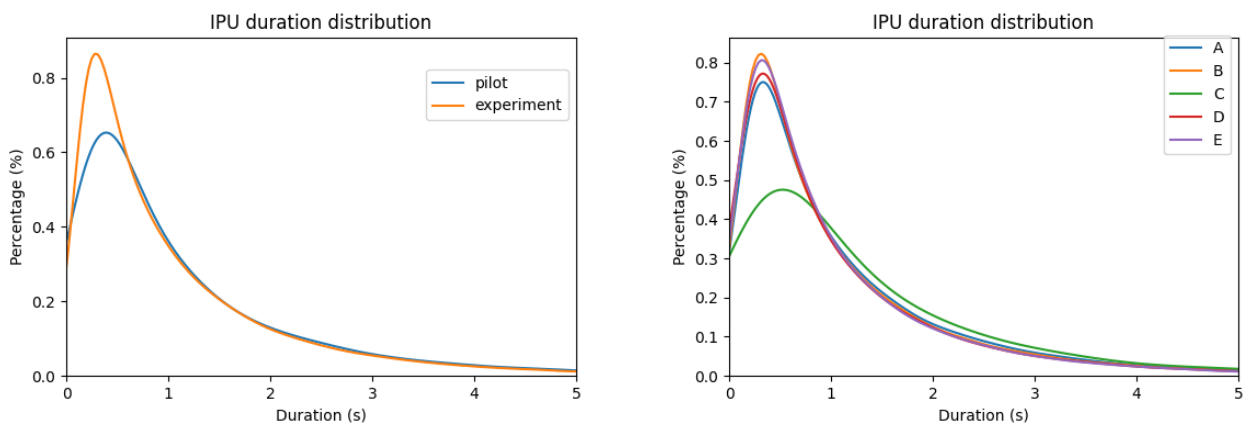 IPU duration distribution
Percentage (%)
0.8
0.6
0.4
0.2
0.0
0 1 2 3 4 5
Duration (s)
pilot
experiment
IPU duration distribution
Percentage (%)
0.8
0.7
0.6
0.5
0.4
0.3
0.2
0.1
0.0
0 1 2 3 4 5
Duration (s)
A
B
C
D
E